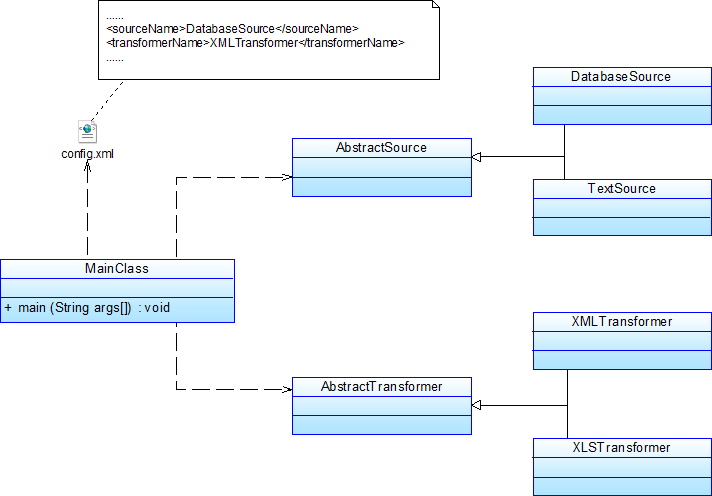 ......
<sourceName>DatabaseSource</sourceName>
<transformerName>XMLTransformer</transformerName>
......
config.xml
DatabaseSource
AbstractSource
TextSource
MainClass
+ main (String args[]) : void
XMLTransformer
AbstractTransformer
XLSTransformer